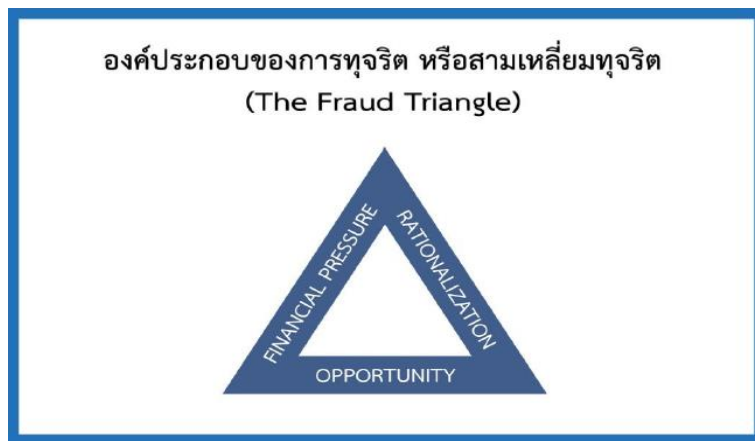 องค์ประกอบของการทุจริต หรือสามเหลี่ยมทุจริต
(The Fraud Triangle)
FINANCIAL PRESSURE
RATIONALIZATION
OPPORTUNITY